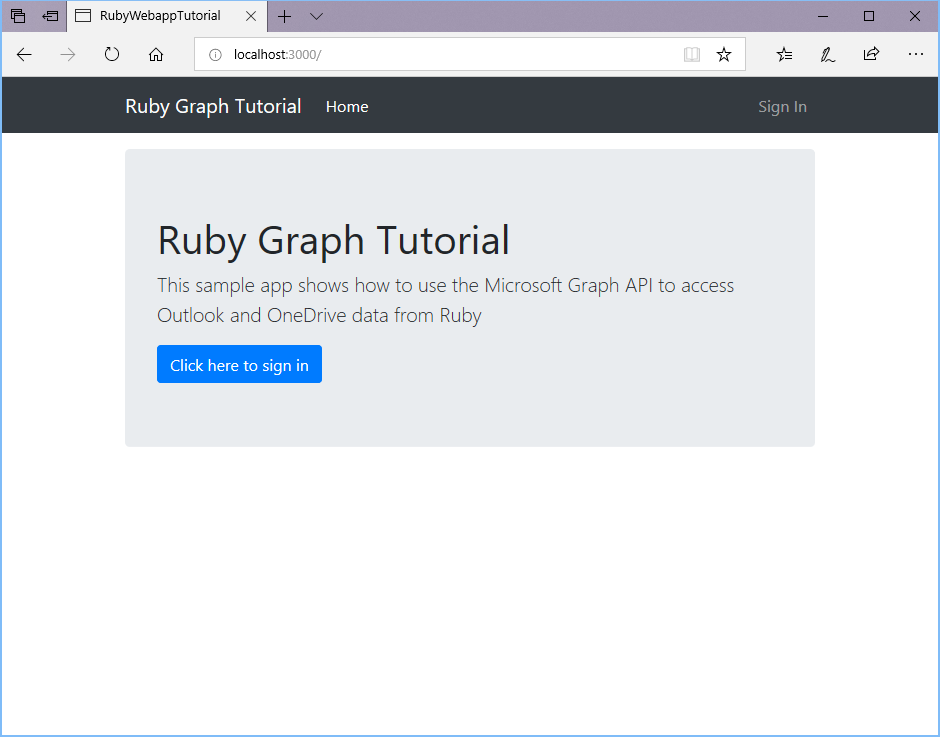 RubyWebappTutorial
localhost:3000/
Ruby Graph Tutorial Home Sign In
Ruby Graph Tutorial
This sample app shows how to use the Microsoft Graph API to access
Outlook and OneDrive data from Ruby
Click here to sign in